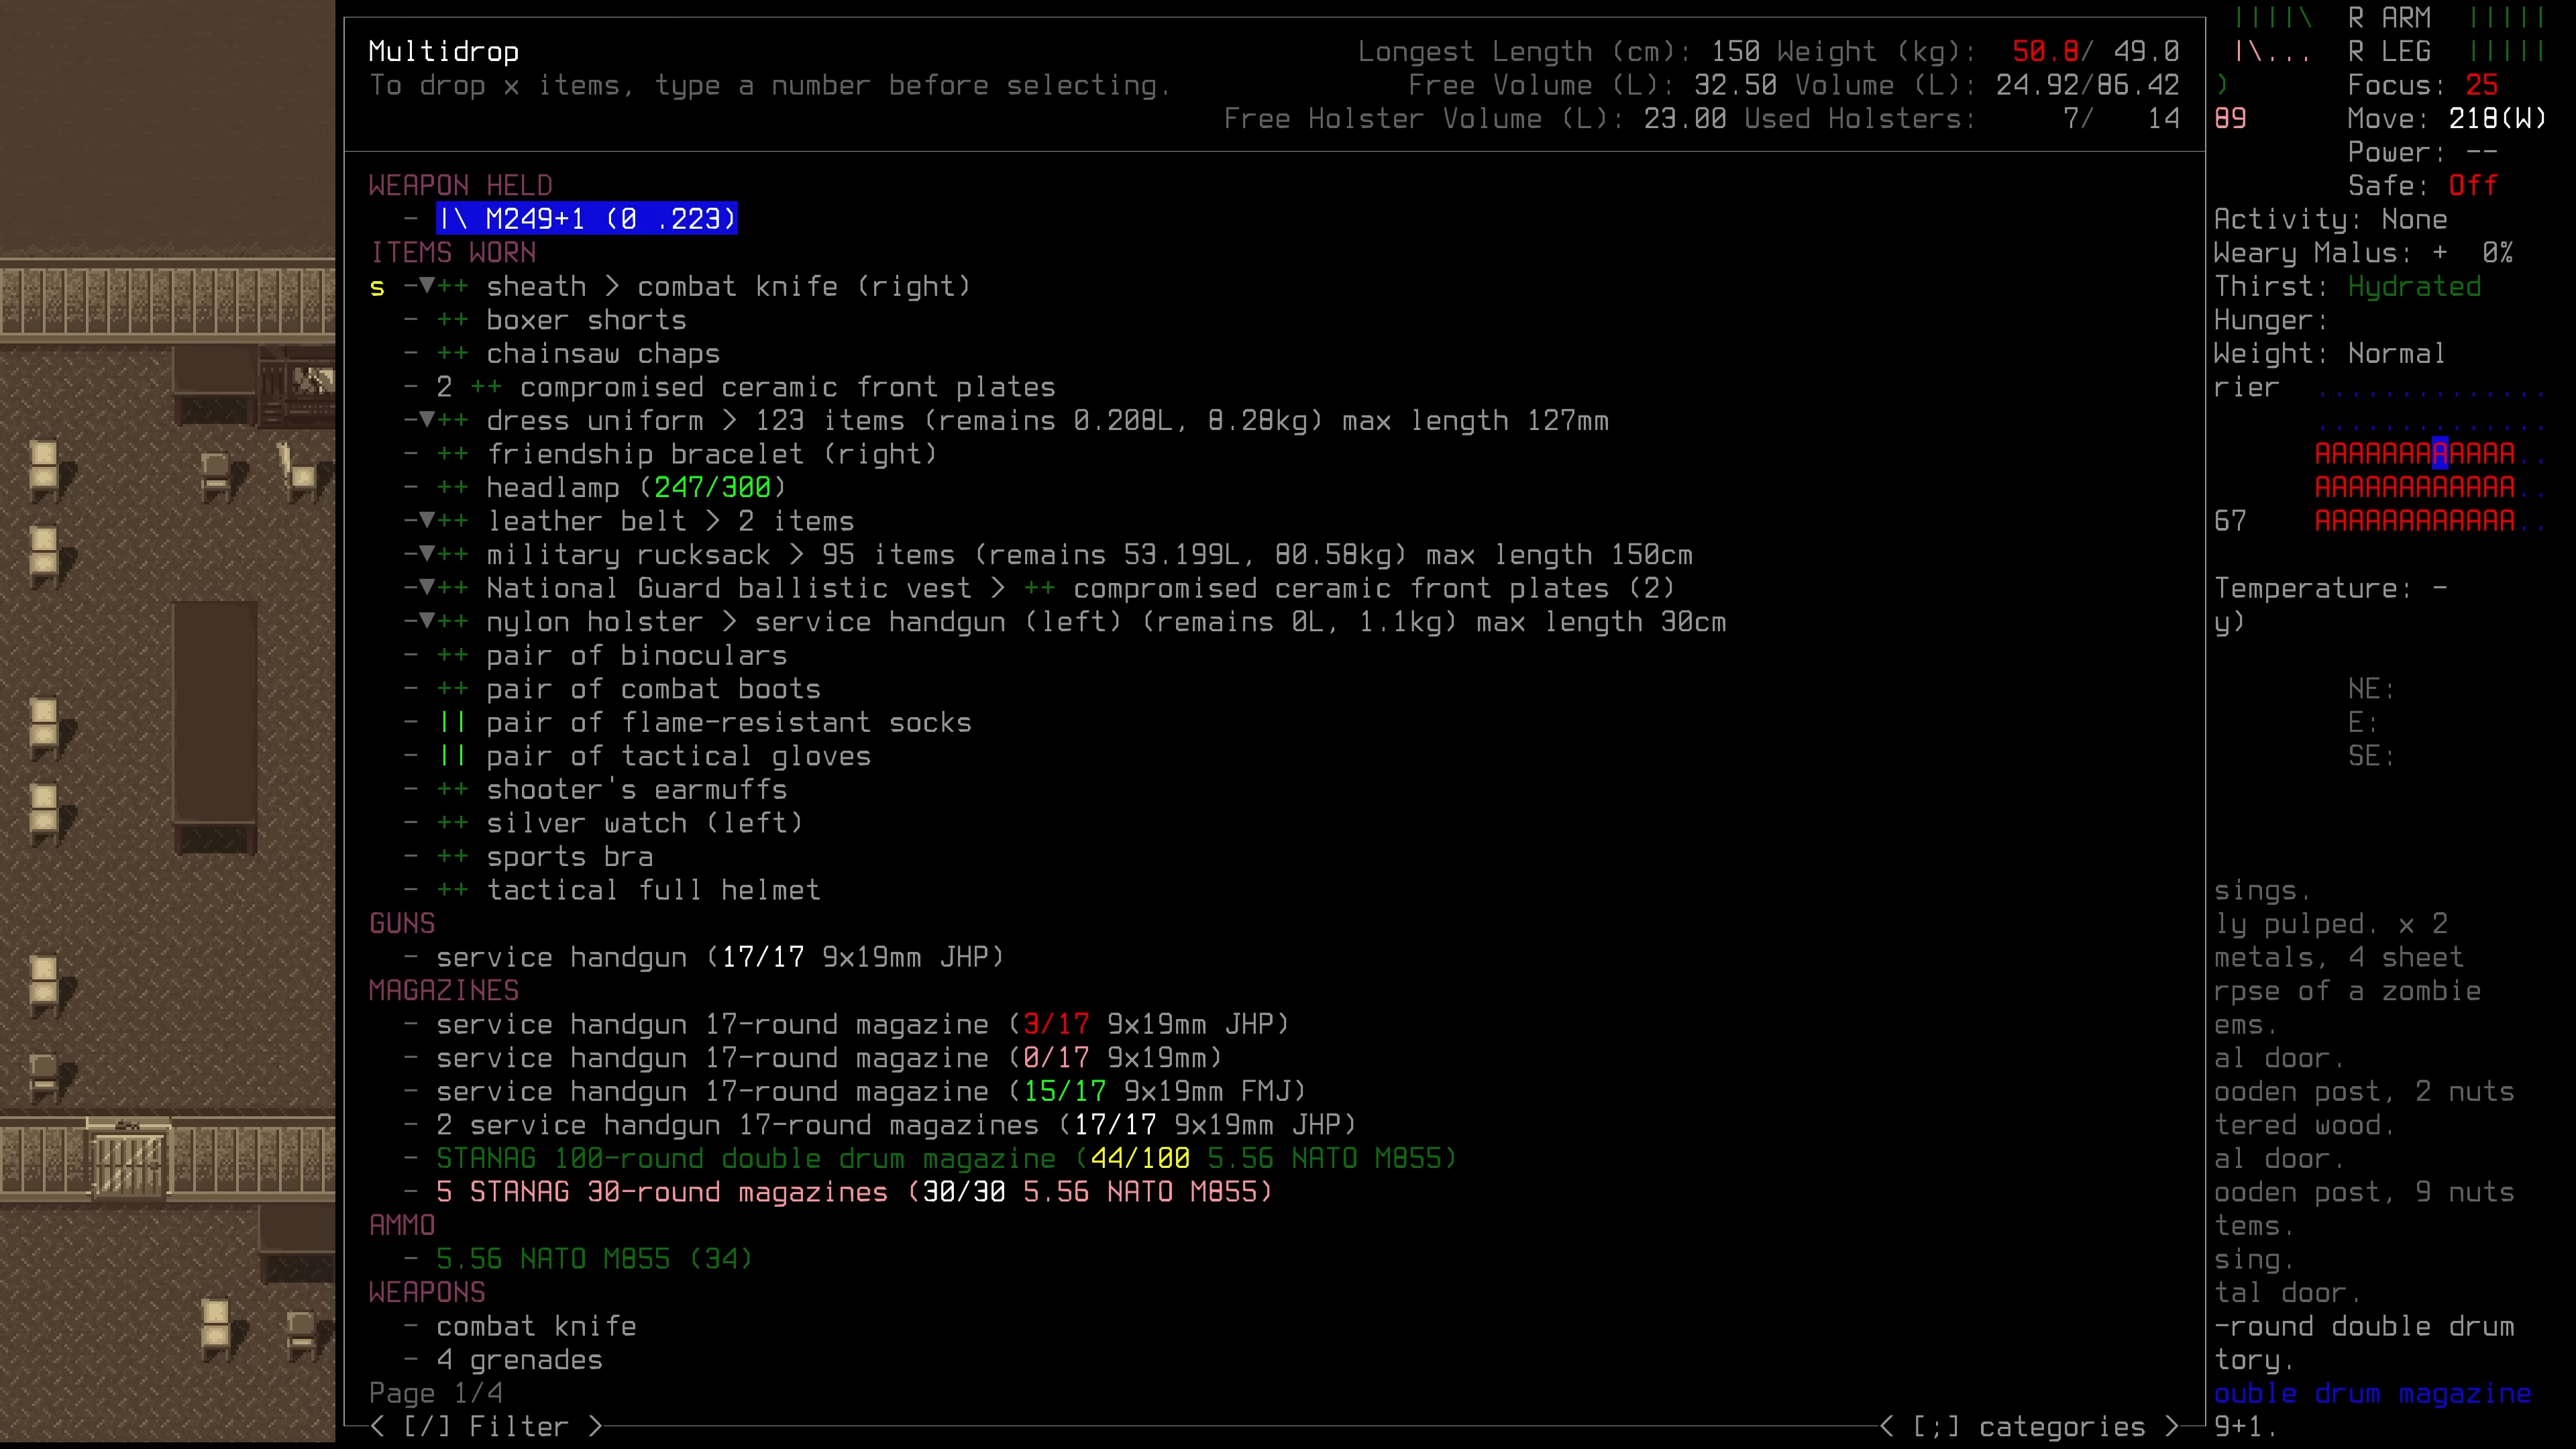 ||||\ R ARM |||||
Multidrop Longest Length (cm): 150 Weight (kg): 50.8/ 49.0 |\... R LEG |||||
To drop x items, type a number before selecting. Free Volume (L): 32.50 Volume (L): 24.92/86.42 ) Focus: 25
Free Holster Volume (L): 23.00 Used Holsters: 7/ 14 89 Move: 218(W)
Power: --
WEAPON HELD Safe: Off
- |\ M249+1 (0 .223) Activity: None
ITEMS WORN Weary Malus: + 0%
s -▼++ sheath > combat knife (right) Thirst: Hydrated
- ++ boxer shorts Hunger:
- ++ chainsaw chaps Weight: Normal
- 2 ++ compromised ceramic front plates rier ..............
-▼++ dress uniform > 123 items (remains 0.208L, 8.28kg) max length 127mm ..............
- ++ friendship bracelet (right) AAAAAAAAAAAA..
- ++ headlamp (247/300) AAAAAAAAAAAA..
-▼++ leather belt > 2 items 67 AAAAAAAAAAAA..
-▼++ military rucksack > 95 items (remains 53.199L, 80.58kg) max length 150cm
-▼++ National Guard ballistic vest > ++ compromised ceramic front plates (2) Temperature: -
-▼++ nylon holster > service handgun (left) (remains 0L, 1.1kg) max length 30cm y)
- ++ pair of binoculars
- ++ pair of combat boots NE:
- || pair of flame-resistant socks E:
- || pair of tactical gloves SE:
- ++ shooter's earmuffs
- ++ silver watch (left)
- ++ sports bra
- ++ tactical full helmet sings.
GUNS ly pulped. x 2
- service handgun (17/17 9x19mm JHP) metals, 4 sheet
MAGAZINES rpse of a zombie
- service handgun 17-round magazine (3/17 9x19mm JHP) ems.
- service handgun 17-round magazine (0/17 9x19mm) al door.
- service handgun 17-round magazine (15/17 9x19mm FMJ) ooden post, 2 nuts
- 2 service handgun 17-round magazines (17/17 9x19mm JHP) tered wood.
- STANAG 100-round double drum magazine (44/100 5.56 NATO M855) al door.
- 5 STANAG 30-round magazines (30/30 5.56 NATO M855) ooden post, 9 nuts
AMMO tems.
- 5.56 NATO M855 (34) sing.
WEAPONS tal door.
- combat knife -round double drum
- 4 grenades tory.
Page 1/4 ouble drum magazine
< [/] Filter > < [;] categories > 9+1.